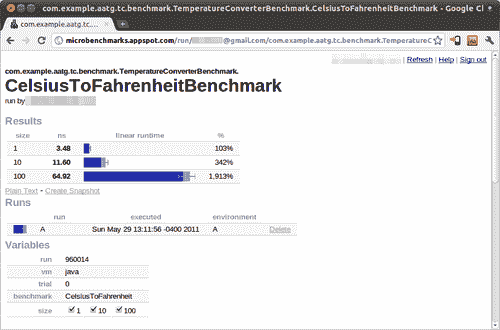 com.example.aatg.tc.benchmark.TemperatureConverterBenchmark.CelsiusToFahrenheitBenchmark - Google Cl
com.example.aatg.tc....
microbenchmarks.appspot.com/run/ @gmail.com/com.example.aatg.tc.benchmark.TemperatureC
| Refresh | Help | Sign out
com.example.aatg.tc.benchmark.TemperatureConverterBenchmark.
CelsiusToFahrenheitBenchmark
run by
Results
size ns linear runtime %
1 3.48 103%
10 11.60 342%
100 64.92 1,913%
Plain Text - Create Snapshot
Runs
run executed environment
A Sun May 29 13:11:56 -0400 2011 A Delete
Variables
run 960014
vm java
trial 0
benchmark CelsiusToFahrenheit
size 1 10 100